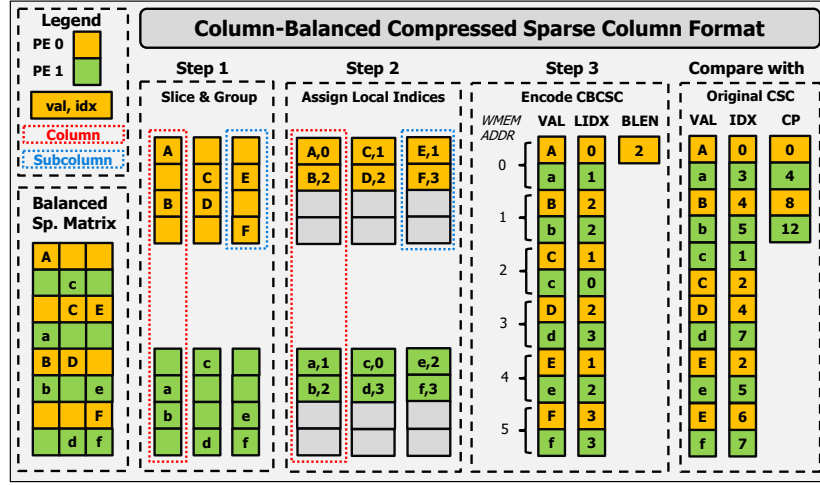 Legend
PE 0
PE 1
val, idx
Column
Subcolumn
Balanced
Sp. Matrix
A
c
C E
a
B D
b e
F
d f
Column-Balanced Compressed Sparse Column Format
Step 1
Slice & Group
A
C E
B D
F
c
a
b e
d f
Step 2
Assign Local Indices
A,0 C,1 E,1
B,2 D,2 F,3
a,1 c,0 e,2
b,2 d,3 f,3
Step 3
Encode CBCSC
WMEM
ADDR
VAL LIDX BLEN
0
A 0 2
a 1
1
B 2
b 2
2
C 1
c 0
3
D 2
d 3
4
E 1
e 2
5
F 3
f 3
Compare with
Original CSC
VAL IDX CP
A 0 0
a 3 4
B 4 8
b 5 12
c 1
C 2
D 4
d 7
E 2
e 5
E 6
f 7